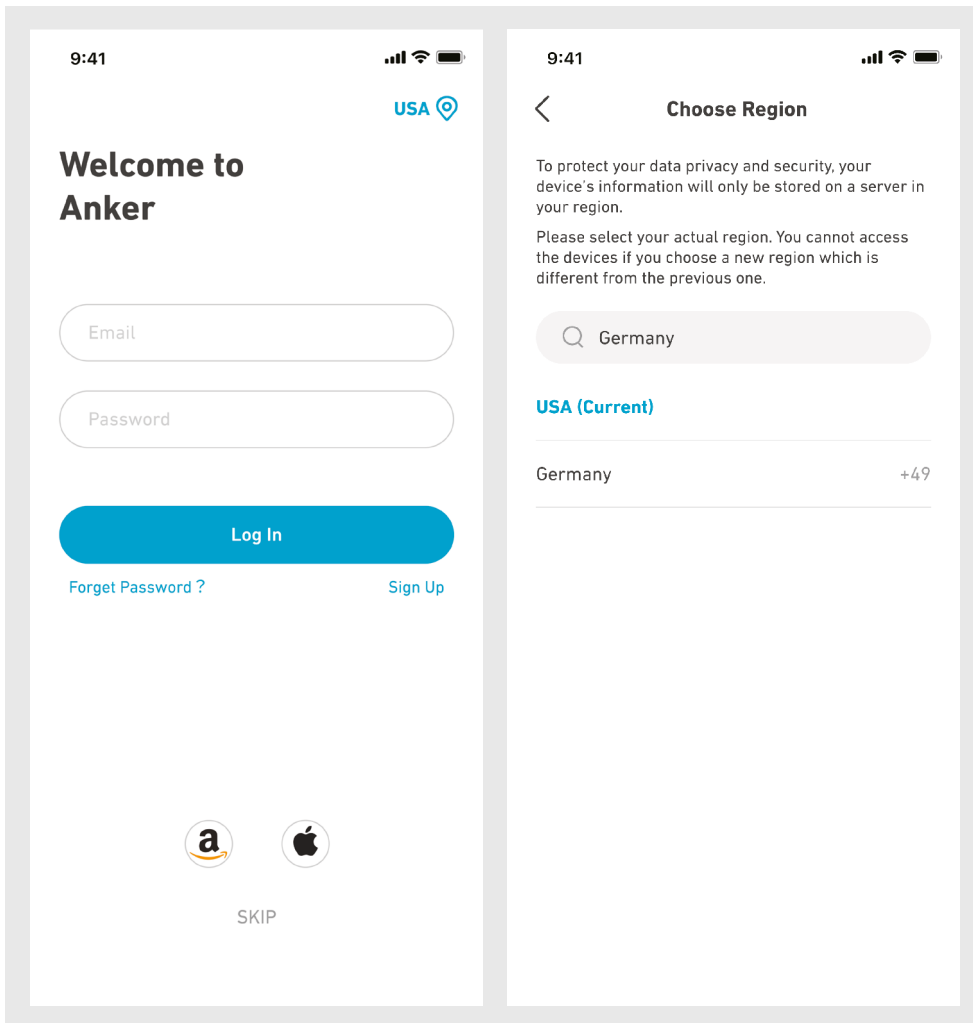 9:41
USA
Welcome to
Anker
Email
Password
Log In
Forget Password ?
Sign Up
a
SKIP
9:41
Choose Region
To protect your data privacy and security, your
device's information will only be stored on a server in
your region.
Please select your actual region. You cannot access
the devices if you choose a new region which is
different from the previous one.
Germany
USA (Current)
Germany +49